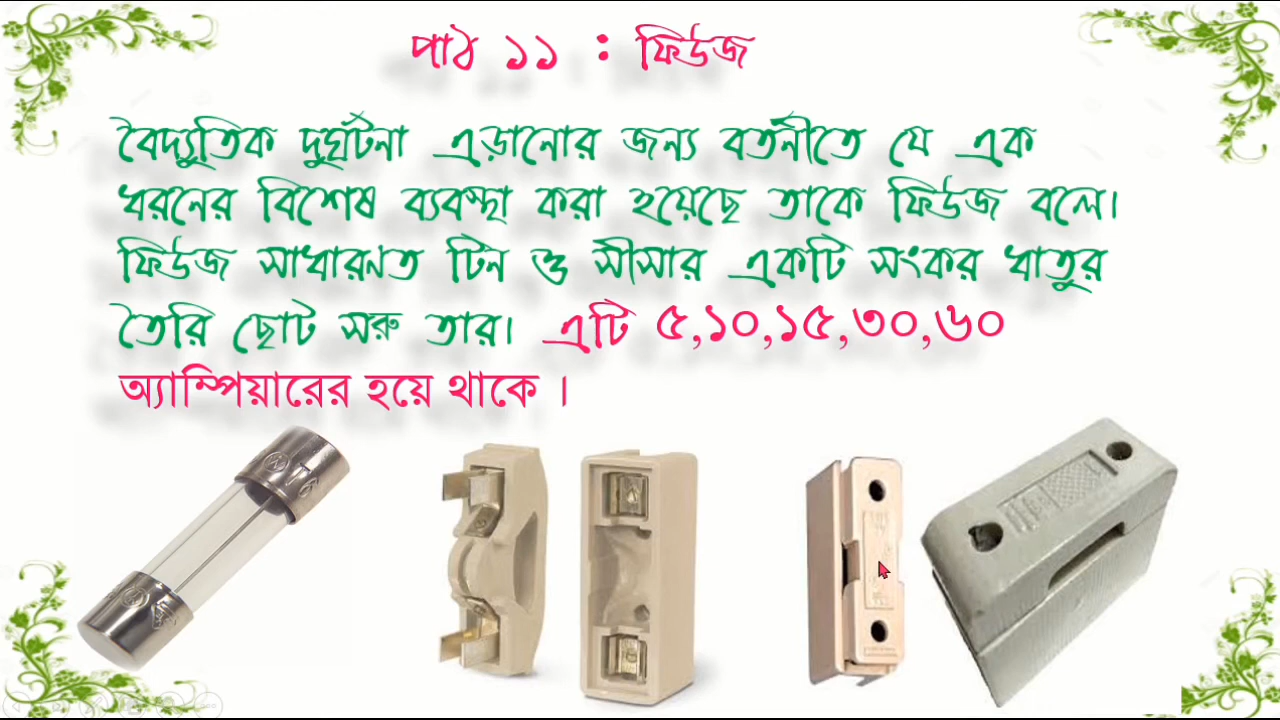 পাঠ ১১ : ফিউজ
বৈদ্যুতিক দুর্ঘটনা এড়ানোর জন্য বর্তনীতে যে এক
ধরনের বিশেষ ব্যবস্থা করা হয়েছে তাকে ফিউজ বলে।
ফিউজ সাধারণত টিন ও সীসার একটি সংকর ধাতুর
তৈরি ছোট সরু তার। এটি ৫,১০,১৫,৩০,৬০
অ্যাম্পিয়ারের হয়ে থাকে ।